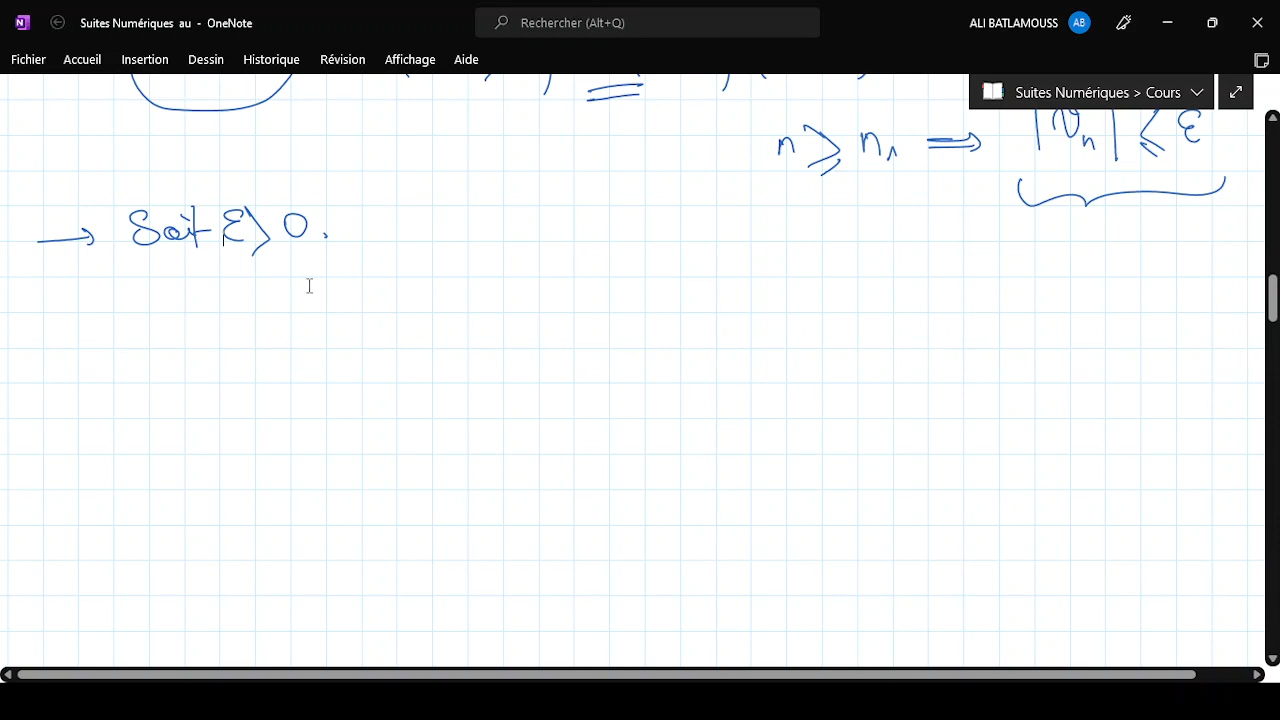 Suites Numériques au - OneNote
Rechercher (Alt+Q)
ALI BATLAMOUSS
AB
Fichier Accueil Insertion Dessin Historique Révision Affichage Aide
Suites Numériques > Cours
n ⩾ n₁ ⟹ |v_n| ⩽ ε
→ Soit ε > 0.